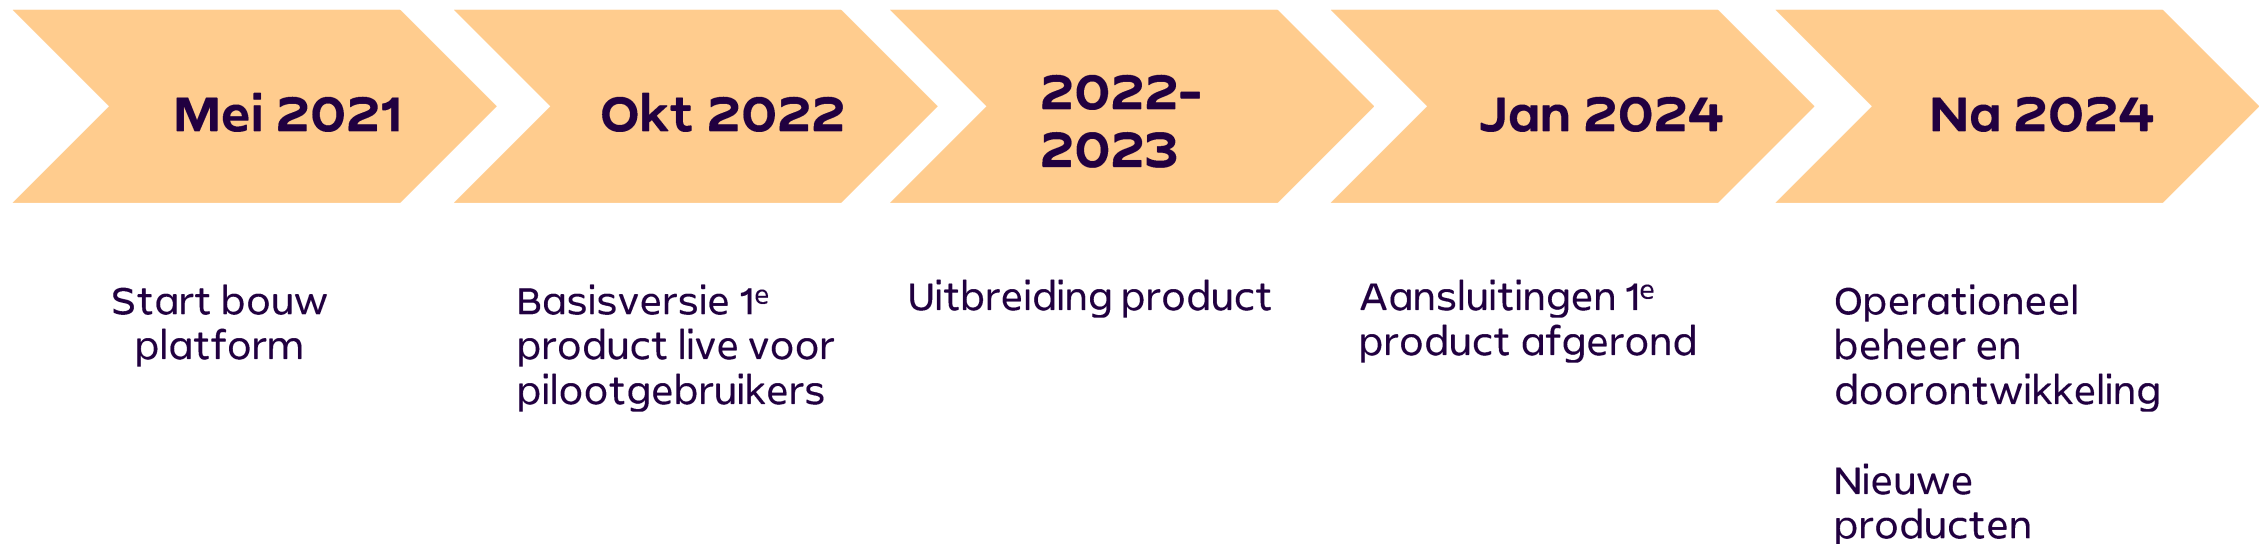 Mei 2021
Okt 2022
2022-
2023
Jan 2024
Na 2024
Start bouw
platform
Basisversie 1e
product live voor
pilootgebruikers
Uitbreiding product
Aansluitingen 1e
product afgerond
Operationeel
beheer en
doorontwikkeling
Nieuwe
producten